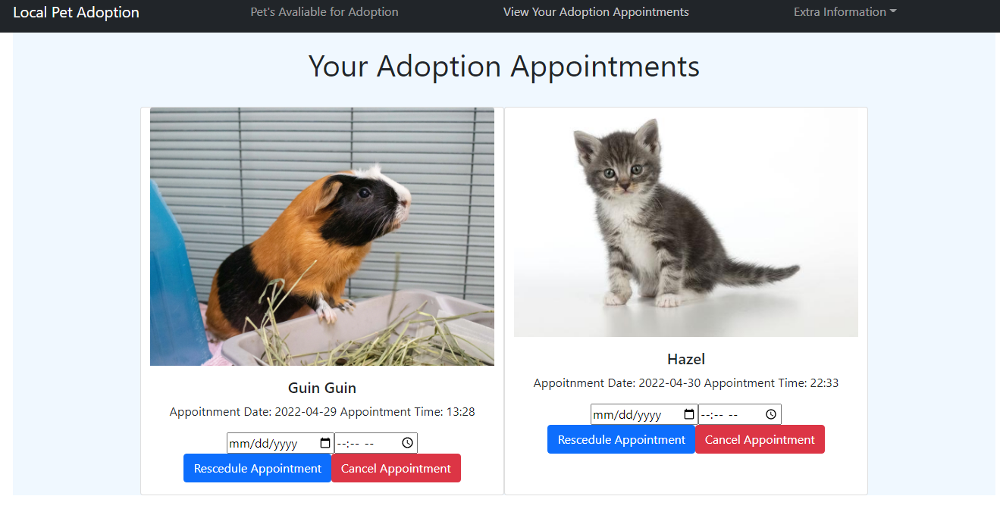 Local Pet Adoption
Pet's Avaliable for Adoption
View Your Adoption Appointments
Extra Information
Your Adoption Appointments
Guin Guin
Appoitnment Date: 2022-04-29 Appointment Time: 13:28
mm/dd/yyyy --:-- --
Rescedule Appointment Cancel Appointment
Hazel
Appoitnment Date: 2022-04-30 Appointment Time: 22:33
mm/dd/yyyy --:-- --
Rescedule Appointment Cancel Appointment